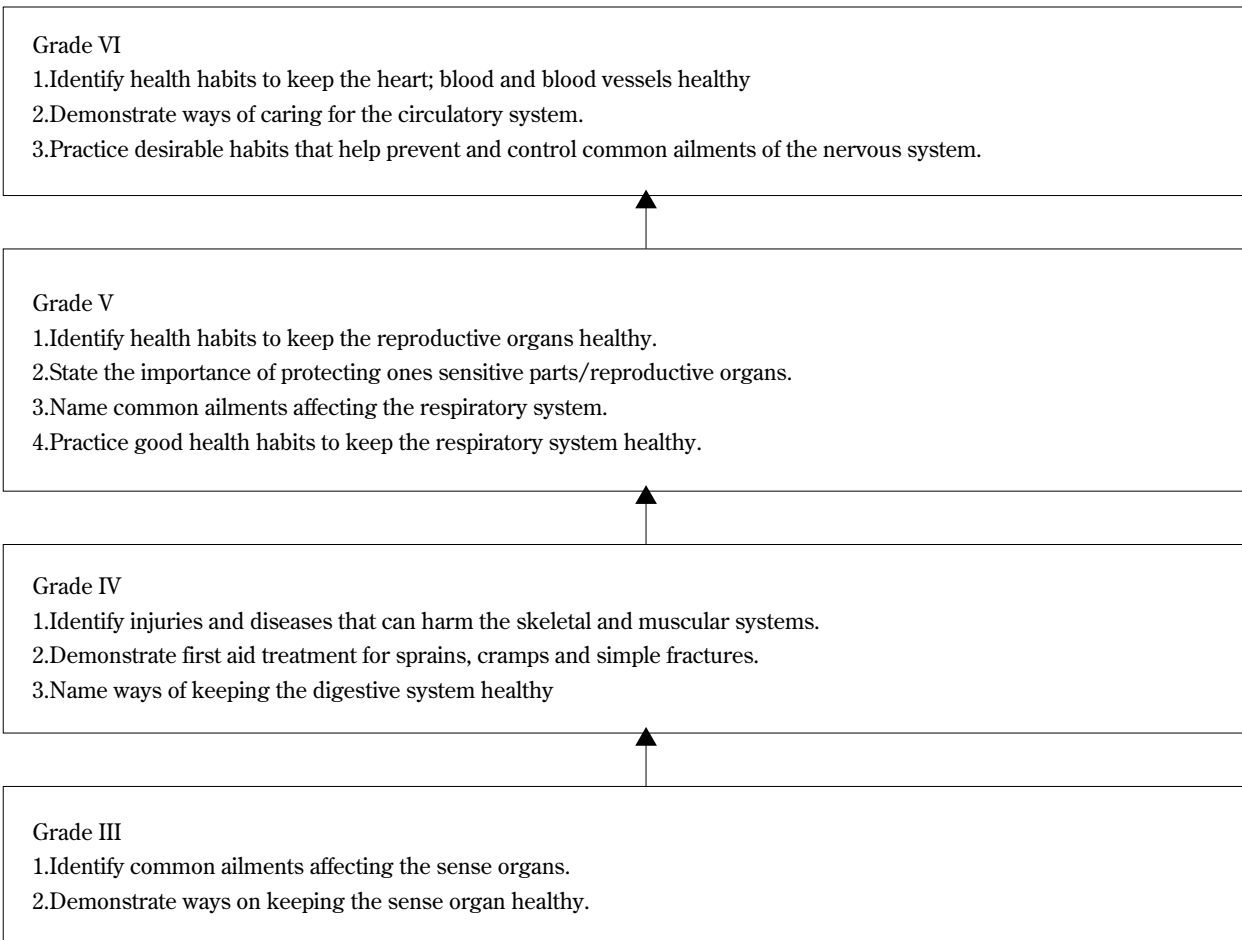 Grade VI
1.Identify health habits to keep the heart; blood and blood vessels healthy
2.Demonstrate ways of caring for the circulatory system.
3.Practice desirable habits that help prevent and control common ailments of the nervous system.
Grade V
1.Identify health habits to keep the reproductive organs healthy.
2.State the importance of protecting ones sensitive parts/reproductive organs.
3.Name common ailments affecting the respiratory system.
4.Practice good health habits to keep the respiratory system healthy.
Grade IV
1.Identify injuries and diseases that can harm the skeletal and muscular systems.
2.Demonstrate first aid treatment for sprains, cramps and simple fractures.
3.Name ways of keeping the digestive system healthy
Grade III
1.Identify common ailments affecting the sense organs.
2.Demonstrate ways on keeping the sense organ healthy.